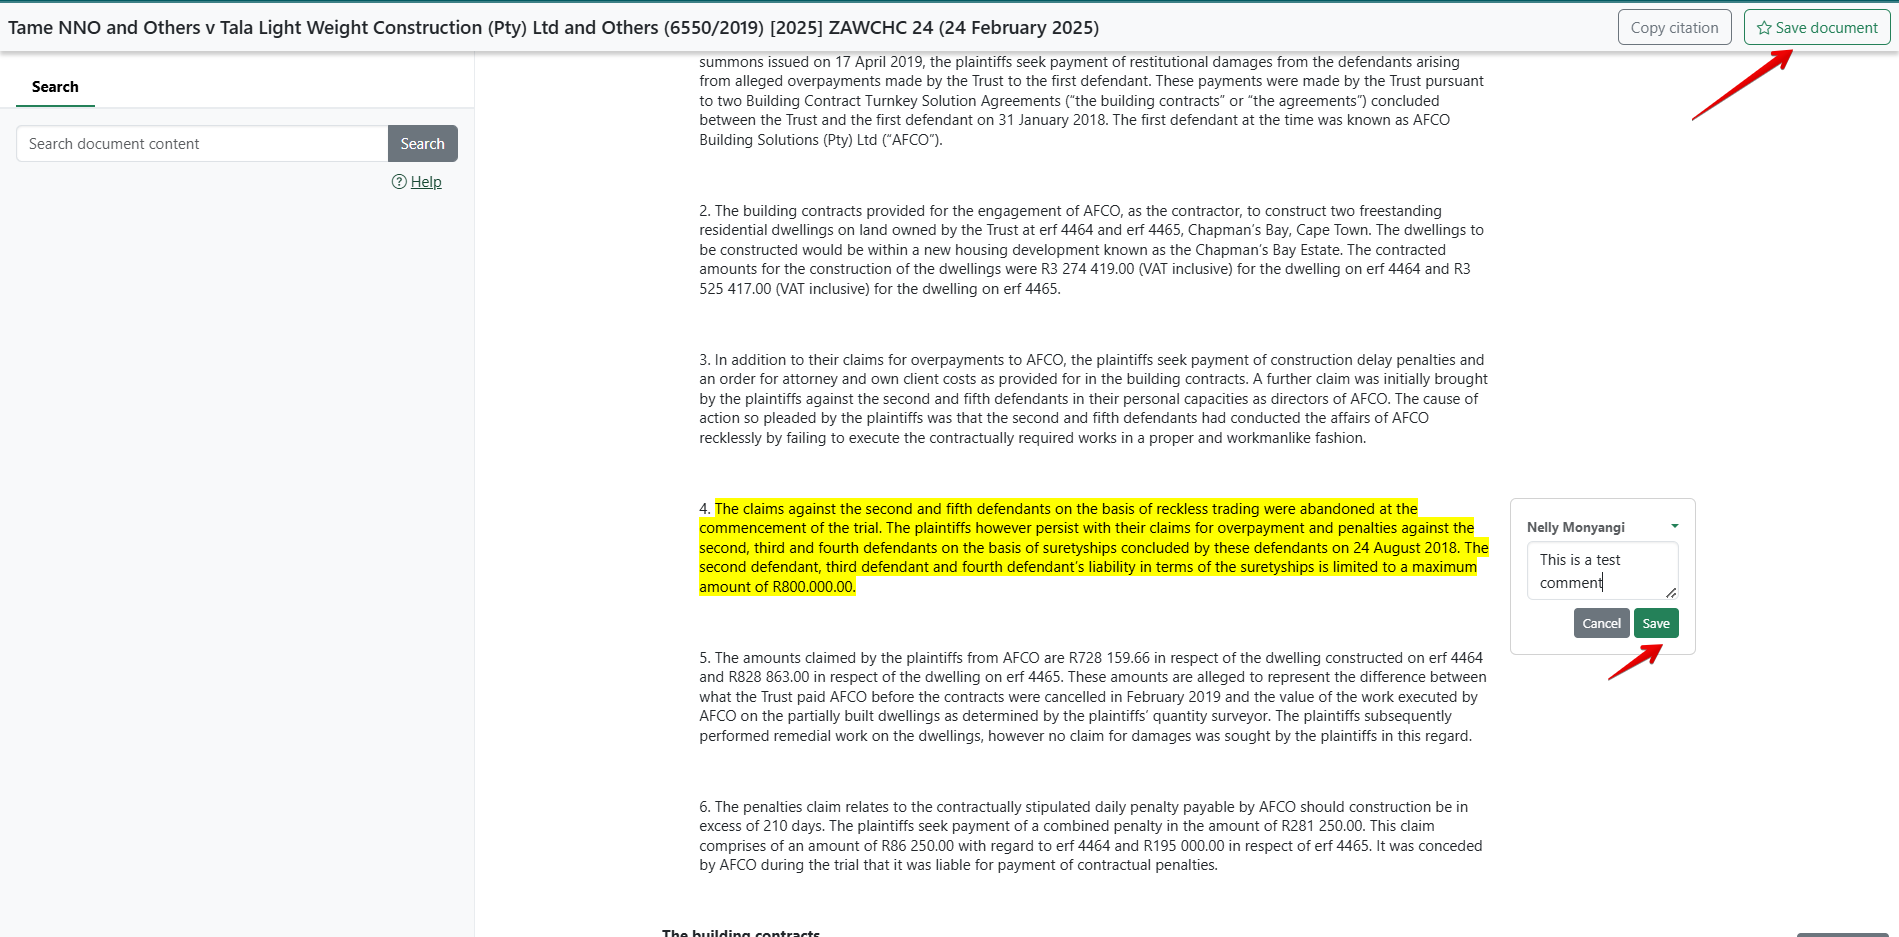 Tame NNO and Others v Tala Light Weight Construction (Pty) Ltd and Others (6550/2019) [2025] ZAWCHC 24 (24 February 2025)
Copy citation
Save document
Search
Search document content
Search
Help
summons issued on 17 April 2019, the plaintiffs seek payment of restitutional damages from the defendants arising
from alleged overpayments made by the Trust to the first defendant. These payments were made by the Trust pursuant
to two Building Contract Turnkey Solution Agreements (“the building contracts” or “the agreements”) concluded
between the Trust and the first defendant on 31 January 2018. The first defendant at the time was known as AFCO
Building Solutions (Pty) Ltd (“AFCO”).
2. The building contracts provided for the engagement of AFCO, as the contractor, to construct two freestanding
residential dwellings on land owned by the Trust at erf 4464 and erf 4465, Chapman’s Bay, Cape Town. The dwellings to
be constructed would be within a new housing development known as the Chapman’s Bay Estate. The contracted
amounts for the construction of the dwellings were R3 274 419.00 (VAT inclusive) for the dwelling on erf 4464 and R3
525 417.00 (VAT inclusive) for the dwelling on erf 4465.
3. In addition to their claims for overpayments to AFCO, the plaintiffs seek payment of construction delay penalties and
an order for attorney and own client costs as provided for in the building contracts. A further claim was initially brought
by the plaintiffs against the second and fifth defendants in their personal capacities as directors of AFCO. The cause of
action so pleaded by the plaintiffs was that the second and fifth defendants had conducted the affairs of AFCO
recklessly by failing to execute the contractually required works in a proper and workmanlike fashion.
4. The claims against the second and fifth defendants on the basis of reckless trading were abandoned at the
commencement of the trial. The plaintiffs however persist with their claims for overpayment and penalties against the
second, third and fourth defendants on the basis of suretyships concluded by these defendants on 24 August 2018. The
second defendant, third defendant and fourth defendant’s liability in terms of the suretyships is limited to a maximum
amount of R800.000.00.
Nelly Monyangi
This is a test
comment
Cancel
Save
5. The amounts claimed by the plaintiffs from AFCO are R728 159.66 in respect of the dwelling constructed on erf 4464
and R828 863.00 in respect of the dwelling on erf 4465. These amounts are alleged to represent the difference between
what the Trust paid AFCO before the contracts were cancelled in February 2019 and the value of the work executed by
AFCO on the partially built dwellings as determined by the plaintiffs’ quantity surveyor. The plaintiffs subsequently
performed remedial work on the dwellings, however no claim for damages was sought by the plaintiffs in this regard.
6. The penalties claim relates to the contractually stipulated daily penalty payable by AFCO should construction be in
excess of 210 days. The plaintiffs seek payment of a combined penalty in the amount of R281 250.00. This claim
comprises of an amount of R86 250.00 with regard to erf 4464 and R195 000.00 in respect of erf 4465. It was conceded
by AFCO during the trial that it was liable for payment of contractual penalties.
The building contracts